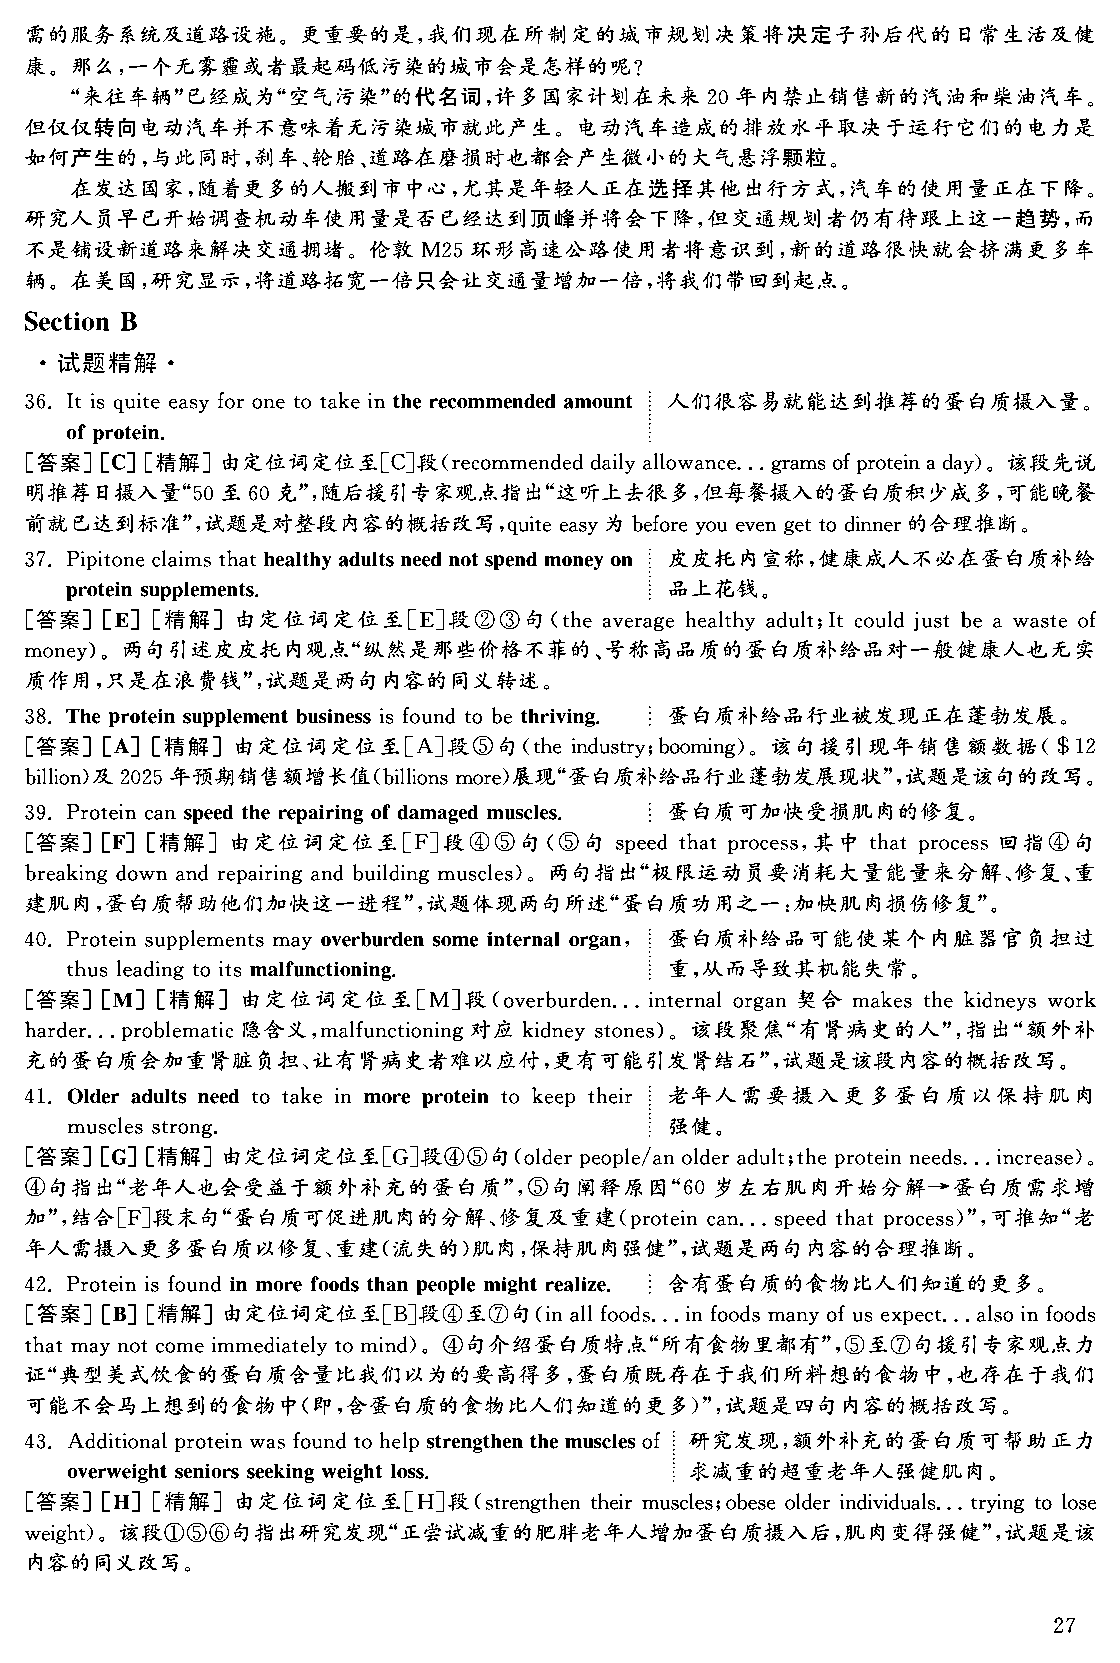 需的服务系统及道路设施。更重要的是,我们现在所制定的城市规划决策将决定子孙后代的日常生活及健
康。那么,一个无雾霾或者最起码低污染的城市会是怎样的呢?
“来往车辆”已经成为“空气污染”的代名词,许多国家计划在未来 20 年内禁止销售新的汽油和柴油汽车。
但仅仅转向电动汽车并不意味着无污染城市就此产生。电动汽车造成的排放水平取决于运行它们的电力是
如何产生的,与此同时,刹车、轮胎、道路在磨损时也都会产生微小的大气悬浮颗粒。
在发达国家,随着更多的人搬到市中心,尤其是年轻人正在选择其他出行方式,汽车的使用量正在下降。
研究人员早已开始调查机动车使用量是否已经达到顶峰并将会下降,但交通规划者仍有待跟上这一趋势,而
不是铺设新道路来解决交通拥堵。伦敦 M25 环形高速公路使用者将意识到,新的道路很快就会挤满更多车
辆。在美国,研究显示,将道路拓宽一倍只会让交通量增加一倍,将我们带回到起点。
Section B
·试题精解·
36. It is quite easy for one to take in the recommended amount 人们很容易就能达到推荐的蛋白质摄入量。
of protein.
[答案][C][精解] 由定位词定位至[C]段(recommended daily allowance... grams of protein a day)。该段先说
明推荐日摄入量“50 至 60 克”,随后援引专家观点指出“这听上去很多,但每餐摄入的蛋白质积少成多,可能晚餐
前就已达到标准”,试题是对整段内容的概括改写,quite easy 为 before you even get to dinner 的合理推断。
37. Pipitone claims that healthy adults need not spend money on 皮皮托内宣称,健康成人不必在蛋白质补给
protein supplements. 品上花钱。
[答案][E][精解] 由定位词定位至[E]段②③句(the average healthy adult;It could just be a waste of
money)。两句引述皮皮托内观点“纵然是那些价格不菲的、号称高品质的蛋白质补给品对一般健康人也无实
质作用,只是在浪费钱”,试题是两句内容的同义转述。
38. The protein supplement business is found to be thriving. 蛋白质补给品行业被发现正在蓬勃发展。
[答案][A][精解] 由定位词定位至[A]段⑤句(the industry;booming)。该句援引现年销售额数据($12
billion)及 2025 年预期销售额增长值(billions more)展现“蛋白质补给品行业蓬勃发展现状”,试题是该句的改写。
39. Protein can speed the repairing of damaged muscles. 蛋白质可加快受损肌肉的修复。
[答案][F][精解] 由定位词定位至[F]段④⑤句(⑤句 speed that process,其中 that process 回指④句
breaking down and repairing and building muscles)。两句指出“极限运动员要消耗大量能量来分解、修复、重
建肌肉,蛋白质帮助他们加快这一进程”,试题体现两句所述“蛋白质功用之一:加快肌肉损伤修复”。
40. Protein supplements may overburden some internal organ, 蛋白质补给品可能使某个内脏器官负担过
thus leading to its malfunctioning. 重,从而导致其机能失常。
[答案][M][精解] 由定位词定位至[M]段(overburden... internal organ 契合 makes the kidneys work
harder... problematic 隐含义,malfunctioning 对应 kidney stones)。该段聚焦“有肾病史的人”,指出“额外补
充的蛋白质会加重肾脏负担、让有肾病史者难以应付,更有可能引发肾结石”,试题是该段内容的概括改写。
41. Older adults need to take in more protein to keep their 老年人需要摄入更多蛋白质以保持肌肉
muscles strong. 强健。
[答案][G][精解] 由定位词定位至[G]段④⑤句(older people/an older adult;the protein needs... increase)。
④句指出“老年人也会受益于额外补充的蛋白质”,⑤句阐释原因“60 岁左右肌肉开始分解→蛋白质需求增
加”,结合[F]段末句“蛋白质可促进肌肉的分解、修复及重建(protein can... speed that process)”,可推知“老
年人需摄入更多蛋白质以修复、重建(流失的)肌肉,保持肌肉强健”,试题是两句内容的合理推断。
42. Protein is found in more foods than people might realize. 含有蛋白质的食物比人们知道的更多。
[答案][B][精解] 由定位词定位至[B]段④至⑦句(in all foods... in foods many of us expect... also in foods
that may not come immediately to mind)。④句介绍蛋白质特点“所有食物里都有”,⑤至⑦句援引专家观点力
证“典型美式饮食的蛋白质含量比我们以为的要高得多,蛋白质既存在于我们所料想的食物中,也存在于我们
可能不会马上想到的食物中(即,含蛋白质的食物比人们知道的更多)”,试题是四句内容的概括改写。
43. Additional protein was found to help strengthen the muscles of 研究发现,额外补充的蛋白质可帮助正力
overweight seniors seeking weight loss. 求减重的超重老年人强健肌肉。
[答案][H][精解] 由定位词定位至[H]段(strengthen their muscles;obese older individuals... trying to lose
weight)。该段①⑤⑥句指出研究发现“正尝试减重的肥胖老年人增加蛋白质摄入后,肌肉变得强健”,试题是该
内容的同义改写。
27